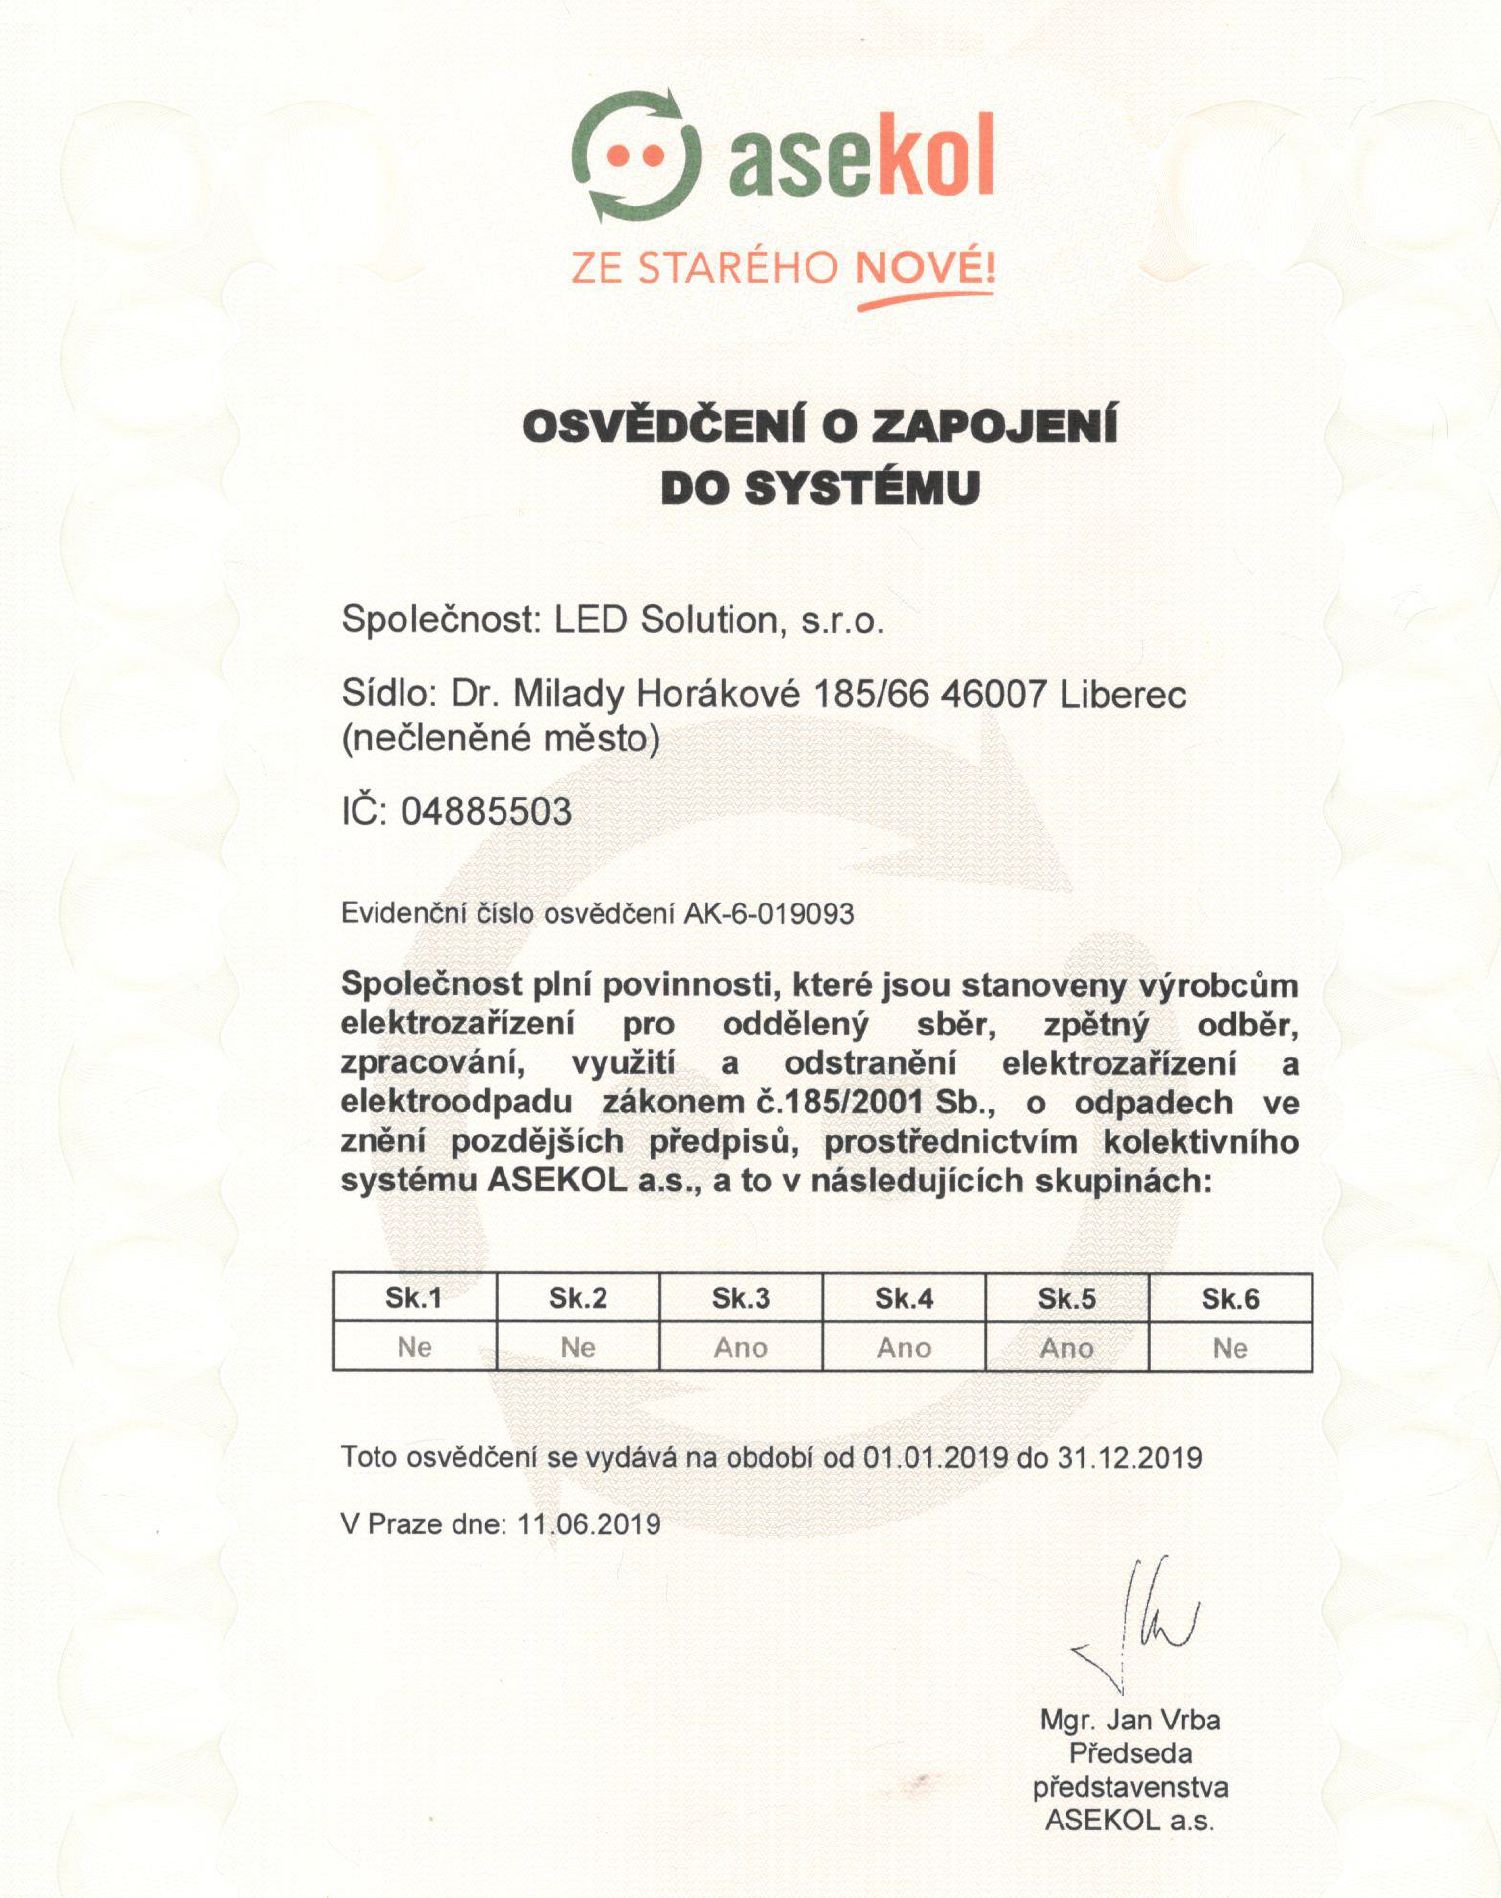 asekol
ZE STARÉHO NOVÉ!
OSVĚDČENÍ O ZAPOJENÍ
DO SYSTÉMU
Společnost: LED Solution, s.r.o.
Sídlo: Dr. Milady Horákové 185/66 46007 Liberec
(nečleněné město)
IČ: 04885503
Evidenční číslo osvědčení AK-6-019093
Společnost plní povinnosti, které jsou stanoveny výrobcům
elektrozařízení pro oddělený sběr, zpětný odběr,
zpracování, využití a odstranění elektrozařízení a
elektroodpadu zákonem č.185/2001 Sb., o odpadech ve
znění pozdějších předpisů, prostřednictvím kolektivního
systému ASEKOL a.s., a to v následujících skupinách:
Sk.1 Sk.2 Sk.3 Sk.4 Sk.5 Sk.6
Ne Ne Ano Ano Ano Ne
Toto osvědčení se vydává na období od 01.01.2019 do 31.12.2019
V Praze dne: 11.06.2019
Mgr. Jan Vrba
Předseda
představenstva
ASEKOL a.s.